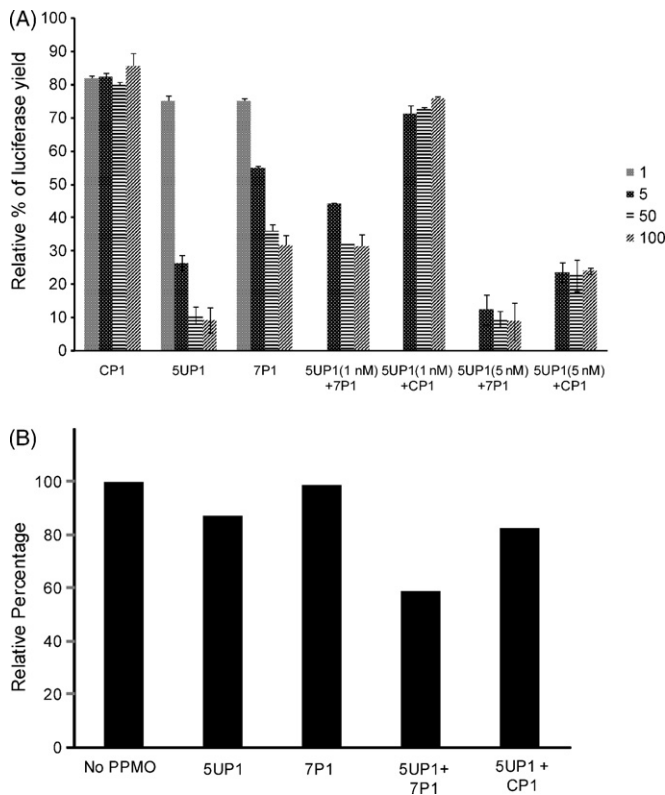 (A)
Relative % of luciferase yield
100
90
80
70
60
50
40
30
20
10
0
CP1
5UP1
7P1
5UP1(1 nM)
+7P1
5UP1(1 nM)
+CP1
5UP1(5 nM)
+7P1
5UP1(5 nM)
+CP1
1
5
50
100
(B)
Relative Percentage
100
80
60
40
20
0
No PPMO
5UP1
7P1
5UP1+
7P1
5UP1 +
CP1